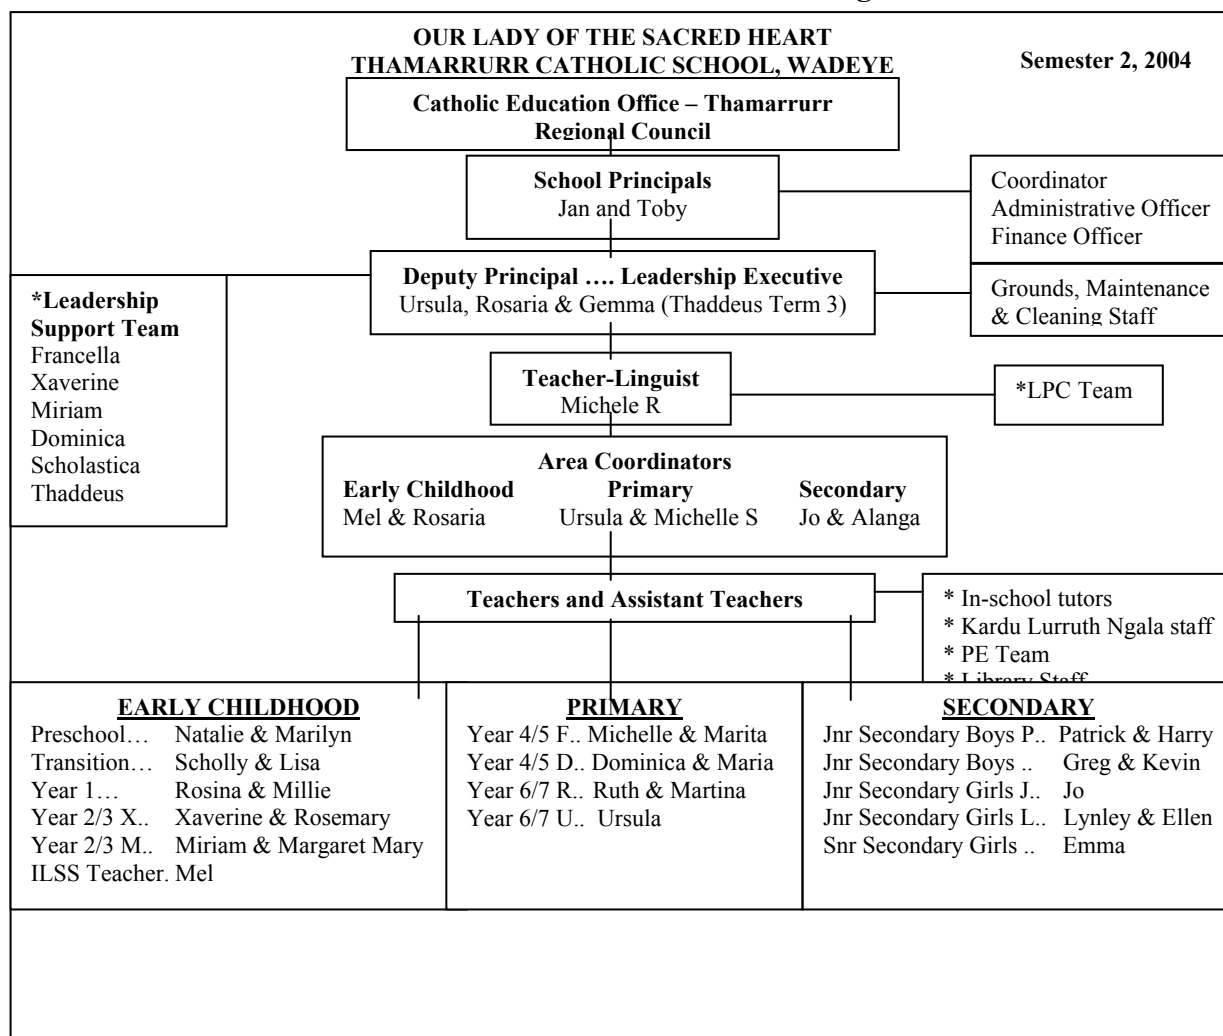 OUR LADY OF THE SACRED HEART
THAMARRURR CATHOLIC SCHOOL, WADEYE
Semester 2, 2004
Catholic Education Office – Thamarrurr
Regional Council
School Principals
Jan and Toby
Coordinator
Administrative Officer
Finance Officer
Deputy Principal …. Leadership Executive
Ursula, Rosaria & Gemma (Thaddeus Term 3)
Grounds, Maintenance
& Cleaning Staff
*Leadership
Support Team
Francella
Xaverine
Miriam
Dominica
Scholastica
Thaddeus
Teacher-Linguist
Michele R
*LPC Team
Area Coordinators
Early Childhood Primary Secondary
Mel & Rosaria Ursula & Michelle S Jo & Alanga
Teachers and Assistant Teachers
* In-school tutors
* Kardu Lurruth Ngala staff
* PE Team
* Library Staff
EARLY CHILDHOOD
Preschool… Natalie & Marilyn
Transition… Scholly & Lisa
Year 1… Rosina & Millie
Year 2/3 X.. Xaverine & Rosemary
Year 2/3 M.. Miriam & Margaret Mary
ILSS Teacher. Mel
PRIMARY
Year 4/5 F.. Michelle & Marita
Year 4/5 D.. Dominica & Maria
Year 6/7 R.. Ruth & Martina
Year 6/7 U.. Ursula
SECONDARY
Jnr Secondary Boys P.. Patrick & Harry
Jnr Secondary Boys .. Greg & Kevin
Jnr Secondary Girls J.. Jo
Jnr Secondary Girls L.. Lynley & Ellen
Snr Secondary Girls .. Emma